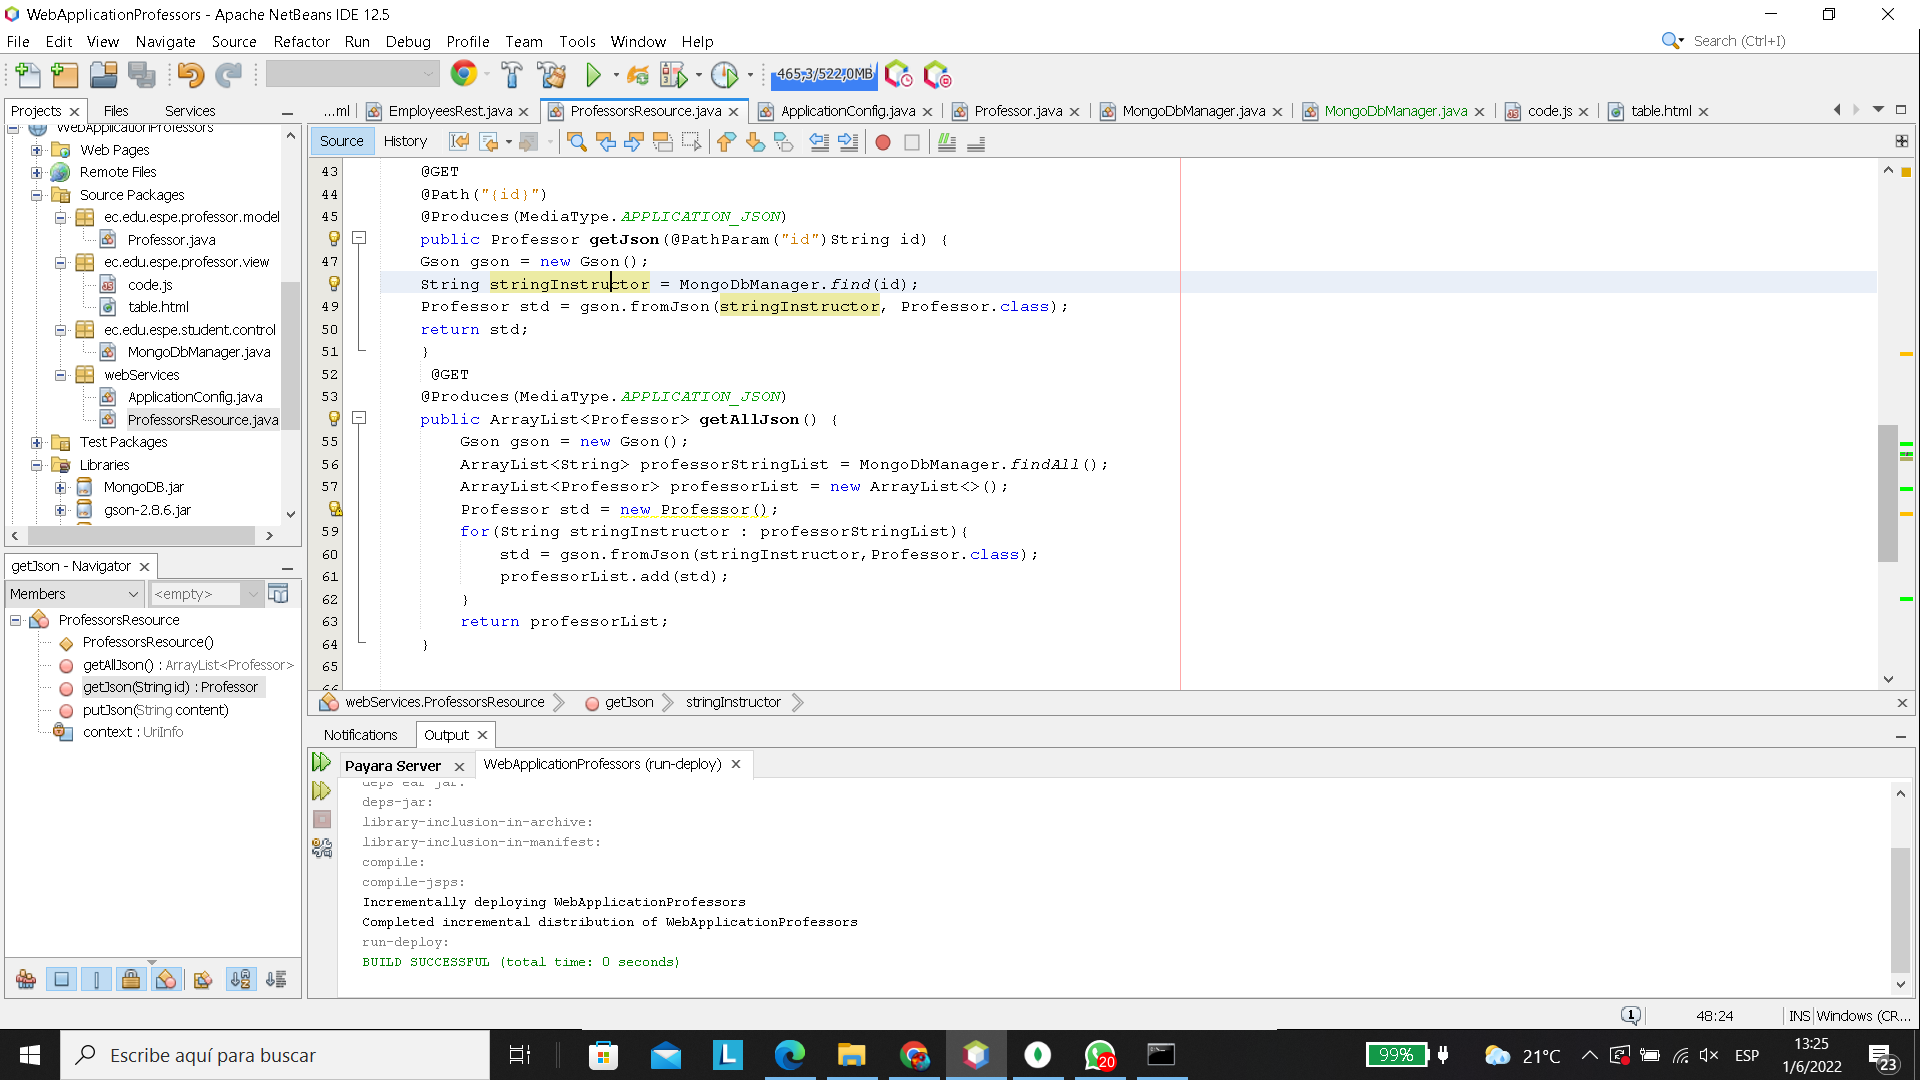 WebApplicationProfessors - Apache NetBeans IDE 12.5
File Edit View Navigate Source Refactor Run Debug Profile Team Tools Window Help
Search (Ctrl+I)
465,3/522,0MB
Projects Files Services
...ml EmployeesRest.java ProfessorsResource.java ApplicationConfig.java Professor.java MongoDbManager.java MongoDbManager.java code.js table.html
Source History
WebApplicationProfessors
Web Pages
Remote Files
Source Packages
ec.edu.espe.professor.model
Professor.java
ec.edu.espe.professor.view
code.js
table.html
ec.edu.espe.student.control
MongoDbManager.java
webServices
ApplicationConfig.java
ProfessorsResource.java
Test Packages
Libraries
MongoDB.jar
gson-2.8.6.jar
43 @GET
44 @Path("{id}")
45 @Produces(MediaType.APPLICATION_JSON)
public Professor getJson(@PathParam("id")String id) {
47 Gson gson = new Gson();
String stringInstructor = MongoDbManager.find(id);
49 Professor std = gson.fromJson(stringInstructor, Professor.class);
50 return std;
51 }
52 @GET
53 @Produces(MediaType.APPLICATION_JSON)
public ArrayList<Professor> getAllJson() {
55 Gson gson = new Gson();
56 ArrayList<String> professorStringList = MongoDbManager.findAll();
57 ArrayList<Professor> professorList = new ArrayList<>();
Professor std = new Professor();
59 for(String stringInstructor : professorStringList){
60 std = gson.fromJson(stringInstructor,Professor.class);
61 professorList.add(std);
62 }
63 return professorList;
64 }
65
66
webServices.ProfessorsResource getJson stringInstructor
getJson - Navigator
Members <empty>
ProfessorsResource
ProfessorsResource()
getAllJson() : ArrayList<Professor>
getJson(String id) : Professor
putJson(String content)
context : UriInfo
Notifications Output
Payara Server WebApplicationProfessors (run-deploy)
deps-ear-jar:
deps-jar:
library-inclusion-in-archive:
library-inclusion-in-manifest:
compile:
compile-jsps:
Incrementally deploying WebApplicationProfessors
Completed incremental distribution of WebApplicationProfessors
run-deploy:
BUILD SUCCESSFUL (total time: 0 seconds)
1 48:24 INS Windows (CR...
Escribe aquí para buscar
L
20
99%
21°C
ESP
13:25
1/6/2022
23